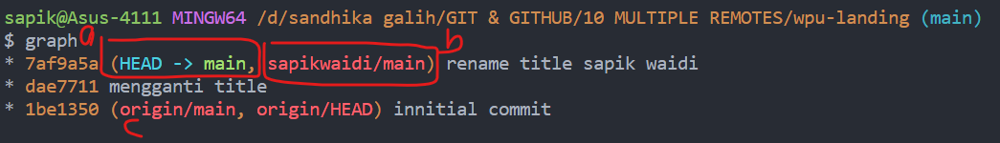 sapik@Asus-4111 MINGW64 /d/sandhika galih/GIT & GITHUB/10 MULTIPLE REMOTES/wpu-landing (main)
a b
$ graph
* 7af9a5a (HEAD -> main, sapikwaidi/main) rename title sapik waidi
* dae7711 mengganti title
* 1be1350 (origin/main, origin/HEAD) innitial commit
c